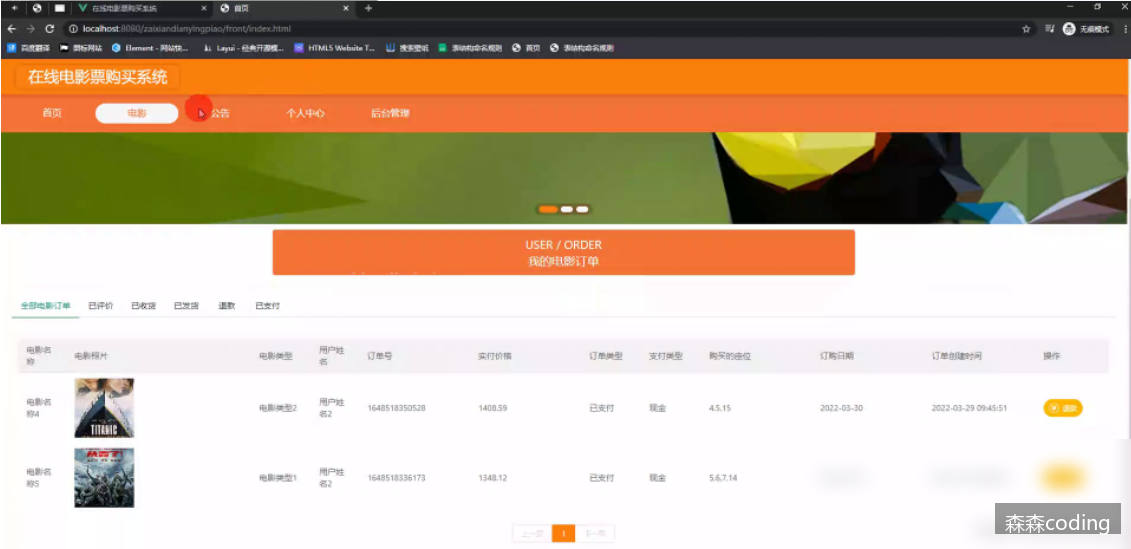 在线电影票购买系统
首页
localhost:8080/zaixiandianyingpiao/front/index.html
无痕模式
百度翻译
图标网站
Element - 网站快...
Layui - 经典开源模...
HTML5 Website T...
搜索壁纸
表结构命名规则
首页
表结构命名规则
在线电影票购买系统
首页
电影
公告
个人中心
后台管理
USER / ORDER
我的电影订单
全部电影订单 已评价 已收货 已发货 退款 已支付
电影名称 电影照片 电影类型 用户姓名 订单号 实付价格 订单类型 支付类型 购买的座位 订购日期 订单创建时间 操作
电影名称4 电影类型2 用户姓名2 1648518350528 1408.59 已支付 现金 4,5,15 2022-03-30 2022-03-29 09:45:51 退款
TITANIC
电影名称5 电影类型1 用户姓名2 1648518336173 1348.12 已支付 现金 5,6,7,14
上一页 1 下一页
森森coding